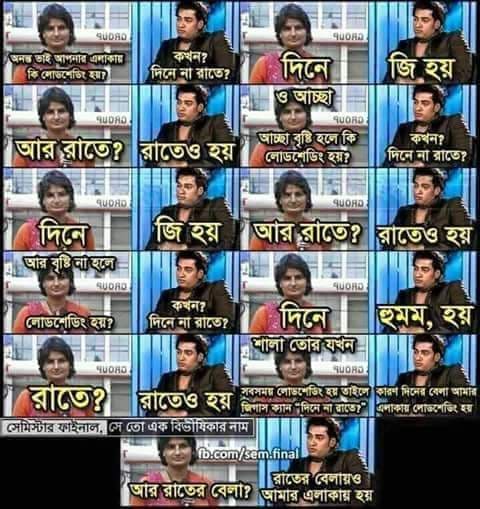 অনন্ত ভাই আপনার এলাকায়
কি লোডশেডিং হয়?
কখন?
দিনে না রাতে?
দিনে
জি হয়
ও আচ্ছা
আর রাতে?
রাতেও হয়
আচ্ছা বৃষ্টি হলে কি
লোডশেডিং হয়?
কখন?
দিনে না রাতে?
দিনে
জি হয়
আর রাতে?
রাতেও হয়
আর বৃষ্টি না হলে
লোডশেডিং হয়?
কখন?
দিনে না রাতে?
দিনে
হুমম, হয়
রাতে?
রাতেও হয়
শালা তোর যখন
সবসময় লোডশেডিং হয় তাইলে
জিগাস ক্যান "দিনে না রাতে?"
কারণ দিনের বেলা আমার
এলাকায় লোডশেডিং হয়
সেমিস্টার ফাইনাল, সে তো এক বিভীষিকার নাম
fb.com/sem.final
আর রাতের বেলা?
রাতের বেলায়ও
আমার এলাকায় হয়